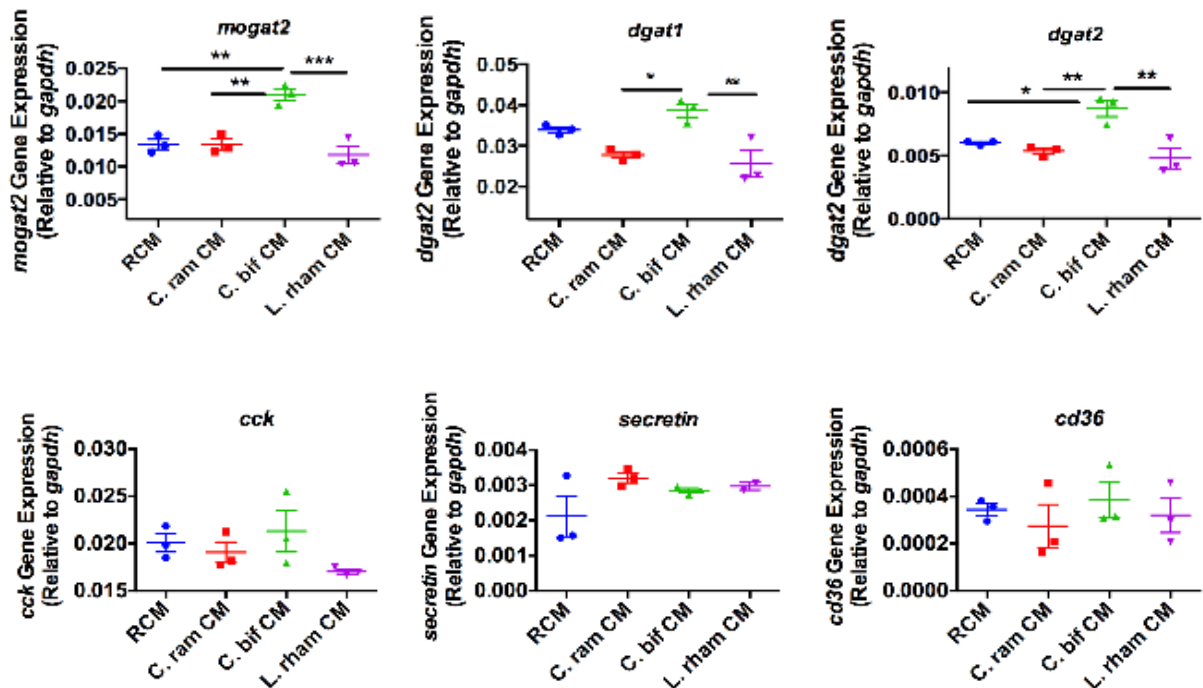 mogat2
mogat2 Gene Expression
(Relative to gapdh)
0.025
0.020
0.015
0.010
0.005
**
**
***
RCM
C. ram CM
C. bif CM
L. rham CM
dgat1
dgat2 Gene Expression
(Relative to gapdh)
0.05
0.04
0.03
0.02
*
**
RCM
C. ram CM
C. bif CM
L. rham CM
dgat2
dgat2 Gene Expression
(Relative to gapdh)
0.010
0.005
0.000
*
**
**
RCM
C. ram CM
C. bif CM
L. rham CM
cck
cck Gene Expression
(Relative to gapdh)
0.030
0.025
0.020
0.015
RCM
C. ram CM
C. bif CM
L. rham CM
secretin
secretin Gene Expression
(Relative to gapdh)
0.004
0.003
0.002
0.001
0.000
RCM
C. ram CM
C. bif CM
L. rham CM
cd36
cd36 Gene Expression
(Relative to gapdh)
0.0006
0.0004
0.0002
0.0000
RCM
C. ram CM
C. bif CM
L. rham CM